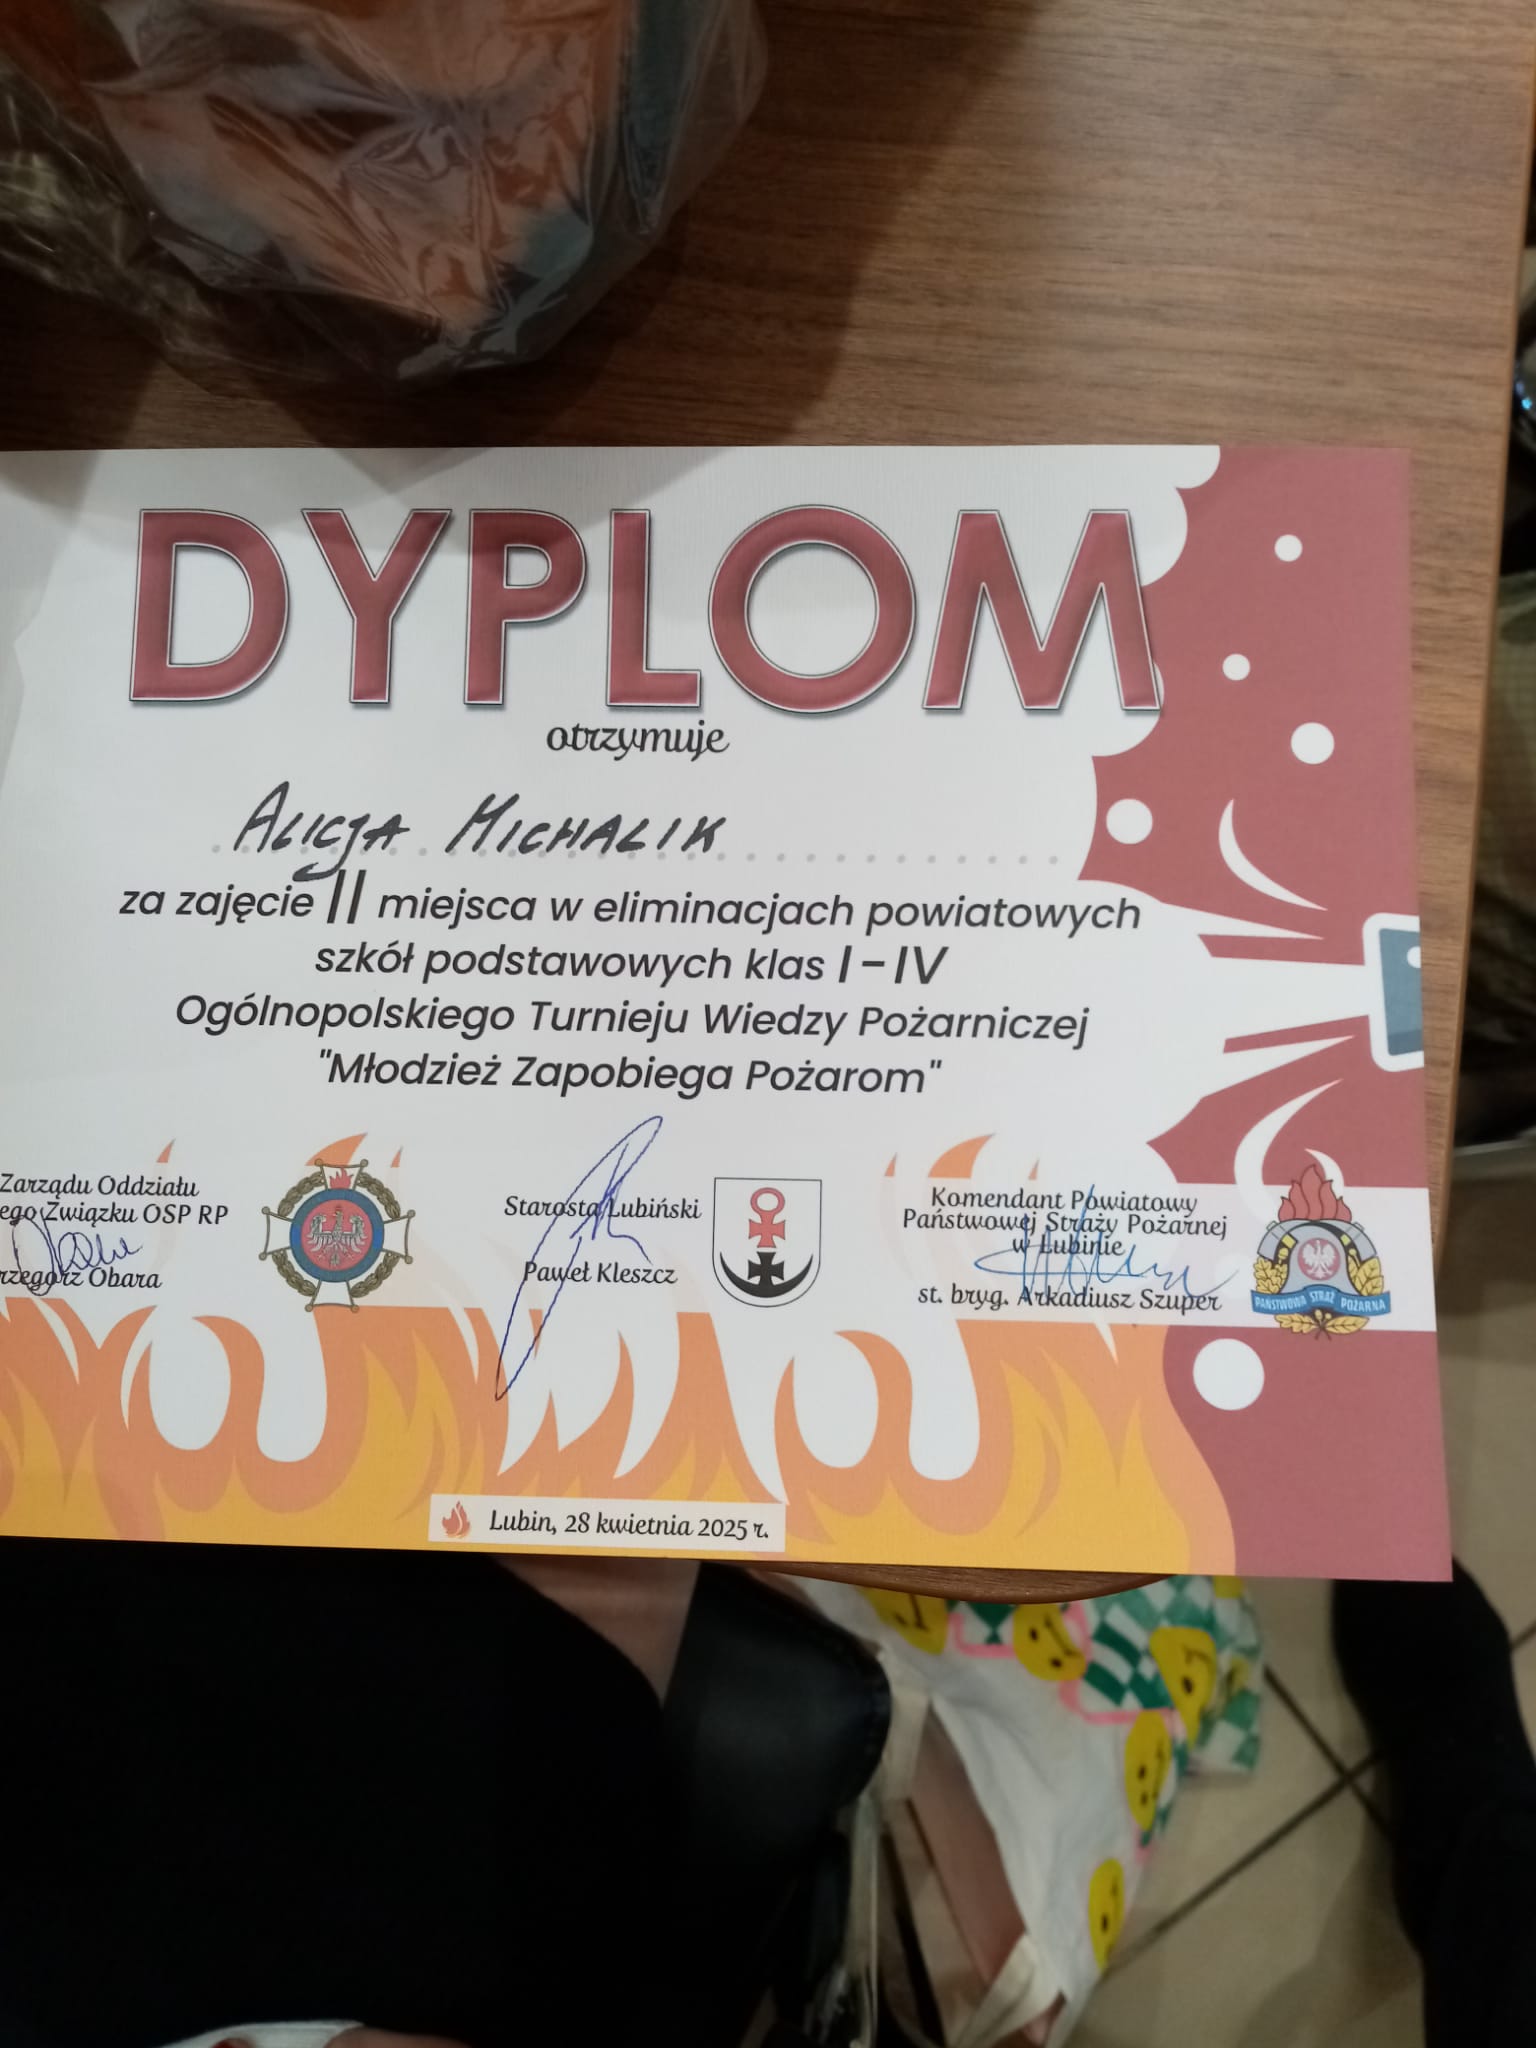 DYPLOM
otrzymuje
ALICJA MICHALIK
za zajęcie II miejsca w eliminacjach powiatowych
szkół podstawowych klas I-IV
Ogólnopolskiego Turnieju Wiedzy Pożarniczej
"Młodzież Zapobiega Pożarom"
Zarządu Oddziału
ego Związku OSP RP
rzegorz Obara
Starosta Lubiński
Paweł Kleszcz
Komendant Powiatowy
Państwowej Straży Pożarnej
w Lubinie
st. bryg. Arkadiusz Szuper
PAŃSTWOWA STRAŻ POŻARNA
Lubin, 28 kwietnia 2025 r.